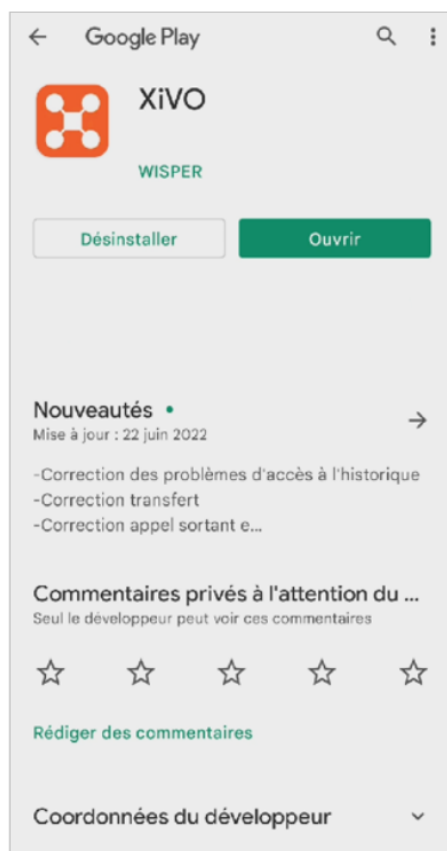 Google Play
XiVO
WISPER
Désinstaller
Ouvrir
Nouveautés
Mise à jour : 22 juin 2022
-Correction des problèmes d'accès à l'historique
-Correction transfert
-Correction appel sortant e...
Commentaires privés à l'attention du ...
Seul le développeur peut voir ces commentaires
Rédiger des commentaires
Coordonnées du développeur